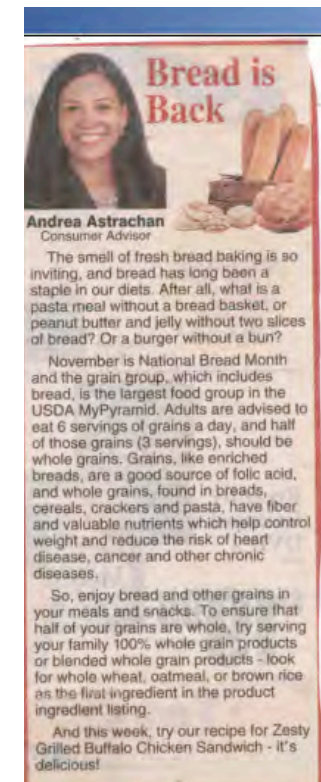 Bread is
Back
Andrea Astrachan
Consumer Advisor
The smell of fresh bread baking is so
inviting, and bread has long been a
staple in our diets. After all, what is a
pasta meal without a bread basket, or
peanut butter and jelly without two slices
of bread? Or a burger without a bun?
November is National Bread Month
and the grain group, which includes
bread, is the largest food group in the
USDA MyPyramid. Adults are advised to
eat 6 servings of grains a day, and half
of those grains (3 servings), should be
whole grains. Grains, like enriched
breads, are a good source of folic acid,
and whole grains, found in breads,
cereals, crackers and pasta, have fiber
and valuable nutrients which help control
weight and reduce the risk of heart
disease, cancer and other chronic
diseases.
So, enjoy bread and other grains in
your meals and snacks. To ensure that
half of your grains are whole, try serving
your family 100% whole grain products
or blended whole grain products - look
for whole wheat, oatmeal, or brown rice
as the first ingredient in the product
ingredient listing.
And this week, try our recipe for Zesty
Grilled Buffalo Chicken Sandwich - it's
delicious!